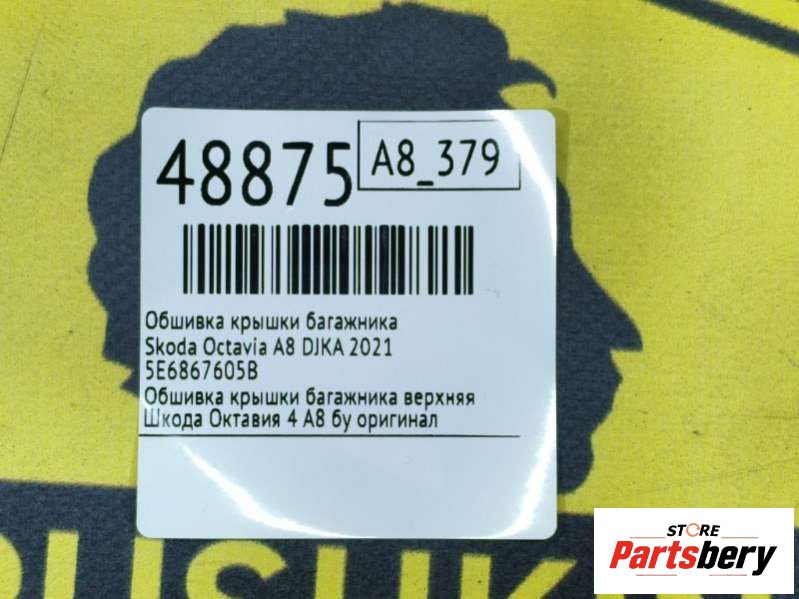 48875
A8_379
Обшивка крышки багажника
Skoda Octavia A8 DJKA 2021
5E6867605B
Обшивка крышки багажника верхняя
Шкода Октавия 4 А8 бу оригинал
STORE
Partsbery